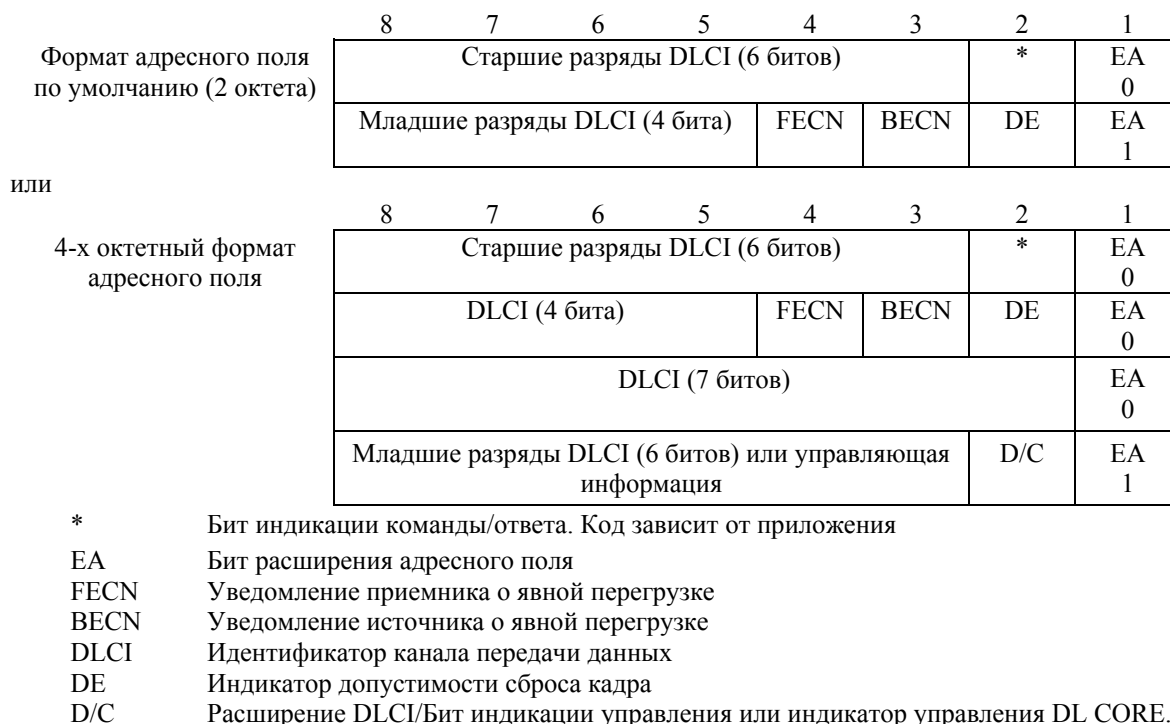 8 7 6 5 4 3 2 1
Формат адресного поля по умолчанию (2 октета)
Старшие разряды DLCI (6 битов) * EA 0
Младшие разряды DLCI (4 бита) FECN BECN DE EA 1
или
8 7 6 5 4 3 2 1
4-х октетный формат адресного поля
Старшие разряды DLCI (6 битов) * EA 0
DLCI (4 бита) FECN BECN DE EA 0
DLCI (7 битов) EA 0
Младшие разряды DLCI (6 битов) или управляющая информация D/C EA 1
* Бит индикации команды/ответа. Код зависит от приложения
EA Бит расширения адресного поля
FECN Уведомление приемника о явной перегрузке
BECN Уведомление источника о явной перегрузке
DLCI Идентификатор канала передачи данных
DE Индикатор допустимости сброса кадра
D/C Расширение DLCI/Бит индикации управления или индикатор управления DL CORE